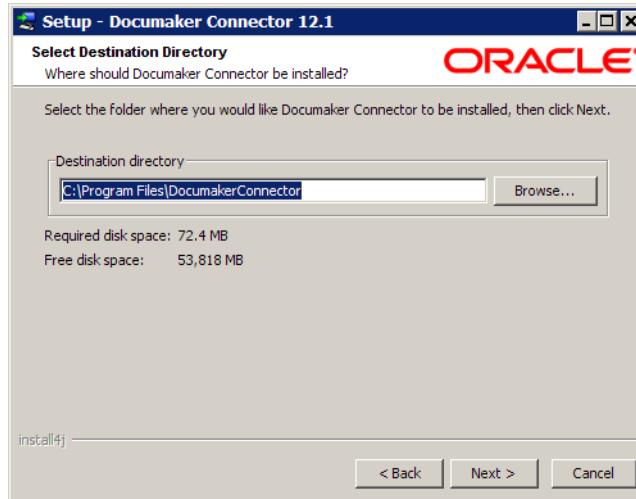 Setup - Documaker Connector 12.1
Select Destination Directory
Where should Documaker Connector be installed?
ORACLE
Select the folder where you would like Documaker Connector to be installed, then click Next.
Destination directory
C:\Program Files\DocumakerConnector
Browse...
Required disk space: 72.4 MB
Free disk space: 53,818 MB
install4j
< Back
Next >
Cancel